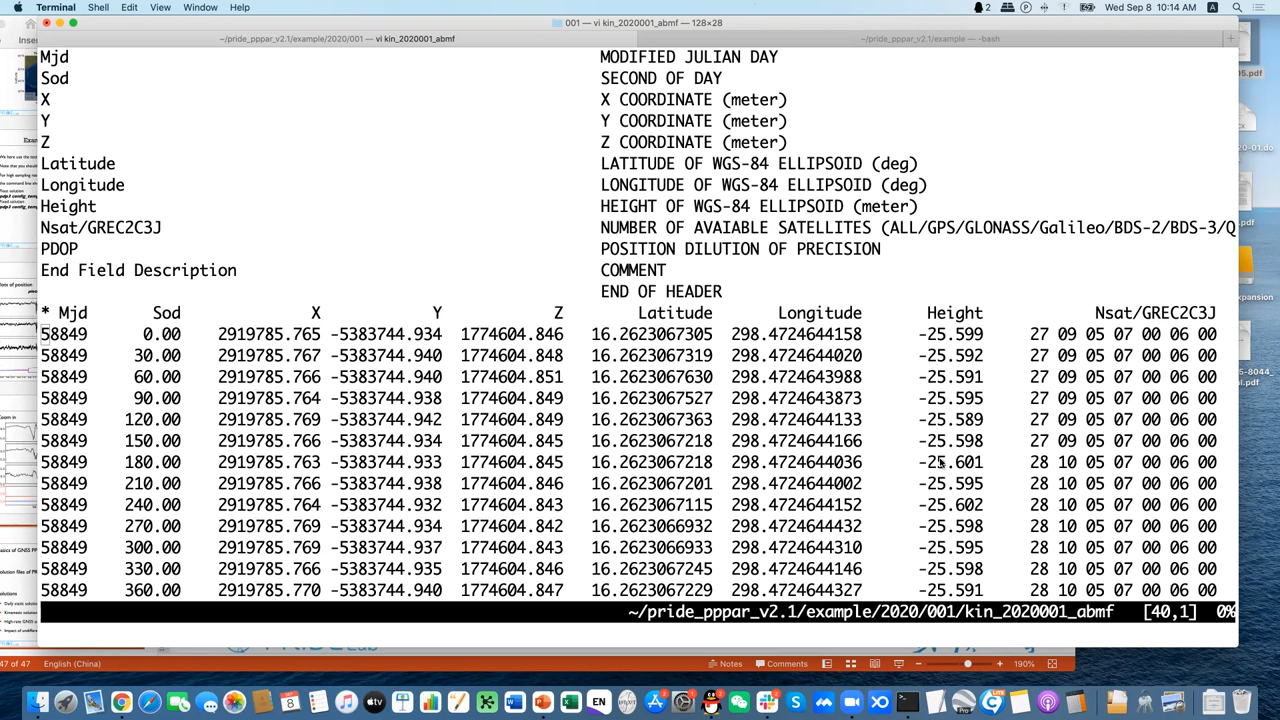 Terminal Shell Edit View Window Help 2 Wed Sep 8 10:14 AM
001 — vi kin_2020001_abmf — 128×28
~/pride_pppar_v2.1/example/2020/001 — vi kin_2020001_abmf ~/pride_pppar_v2.1/example — -bash
Mjd MODIFIED JULIAN DAY
Sod SECOND OF DAY
X X COORDINATE (meter)
Y Y COORDINATE (meter)
Z Z COORDINATE (meter)
Latitude LATITUDE OF WGS-84 ELLIPSOID (deg)
Longitude LONGITUDE OF WGS-84 ELLIPSOID (deg)
Height HEIGHT OF WGS-84 ELLIPSOID (meter)
Nsat/GREC2C3J NUMBER OF AVAIABLE SATELLITES (ALL/GPS/GLONASS/Galileo/BDS-2/BDS-3/Q
PDOP POSITION DILUTION OF PRECISION
End Field Description COMMENT
END OF HEADER
* Mjd Sod X Y Z Latitude Longitude Height Nsat/GREC2C3J
58849 0.00 2919785.765 -5383744.934 1774604.846 16.2623067305 298.4724644158 -25.599 27 09 05 07 00 06 00
58849 30.00 2919785.767 -5383744.940 1774604.848 16.2623067319 298.4724644020 -25.592 27 09 05 07 00 06 00
58849 60.00 2919785.766 -5383744.940 1774604.851 16.2623067630 298.4724643988 -25.591 27 09 05 07 00 06 00
58849 90.00 2919785.764 -5383744.938 1774604.849 16.2623067527 298.4724643873 -25.595 27 09 05 07 00 06 00
58849 120.00 2919785.769 -5383744.942 1774604.849 16.2623067363 298.4724644133 -25.589 27 09 05 07 00 06 00
58849 150.00 2919785.766 -5383744.934 1774604.845 16.2623067218 298.4724644166 -25.598 27 09 05 07 00 06 00
58849 180.00 2919785.763 -5383744.933 1774604.845 16.2623067218 298.4724644036 -25.601 28 10 05 07 00 06 00
58849 210.00 2919785.766 -5383744.938 1774604.846 16.2623067201 298.4724644002 -25.595 28 10 05 07 00 06 00
58849 240.00 2919785.764 -5383744.932 1774604.843 16.2623067115 298.4724644152 -25.602 28 10 05 07 00 06 00
58849 270.00 2919785.769 -5383744.934 1774604.842 16.2623066932 298.4724644432 -25.598 28 10 05 07 00 06 00
58849 300.00 2919785.769 -5383744.937 1774604.843 16.2623066933 298.4724644310 -25.595 28 10 05 07 00 06 00
58849 330.00 2919785.766 -5383744.935 1774604.844 16.2623067245 298.4724644146 -25.598 28 10 05 07 00 06 00
58849 360.00 2919785.770 -5383744.940 1774604.847 16.2623067229 298.4724644327 -25.591 28 10 05 07 00 06 00
~/pride_pppar_v2.1/example/2020/001/kin_2020001_abmf [40,1] 0%
47 of 47 English (China) Notes Comments 190%